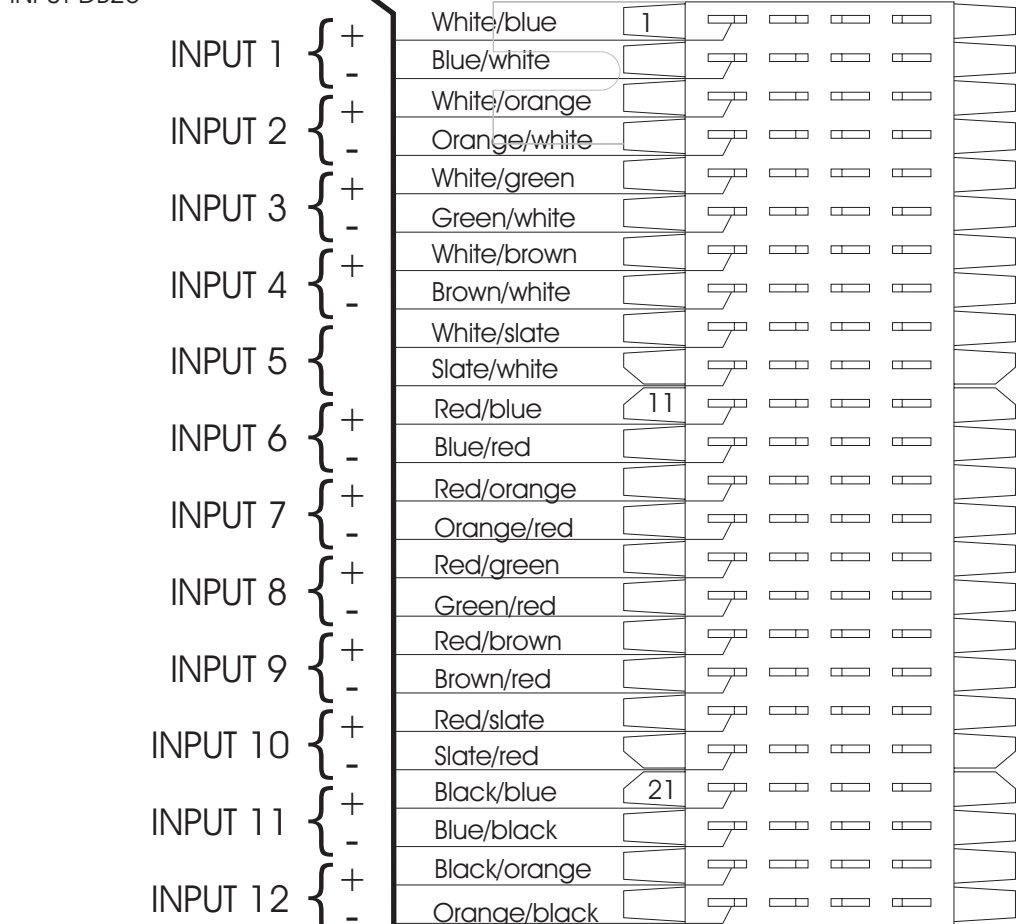 White/blue 1
INPUT 1 + Blue/white
-
White/orange
INPUT 2 + Orange/white
-
White/green
INPUT 3 + Green/white
-
White/brown
INPUT 4 + Brown/white
-
White/slate
INPUT 5 Slate/white
Red/blue 11
INPUT 6 + Blue/red
-
Red/orange
INPUT 7 + Orange/red
-
Red/green
INPUT 8 + Green/red
-
Red/brown
INPUT 9 + Brown/red
-
Red/slate
INPUT 10 + Slate/red
-
Black/blue 21
INPUT 11 + Blue/black
-
Black/orange
INPUT 12 + Orange/black
-